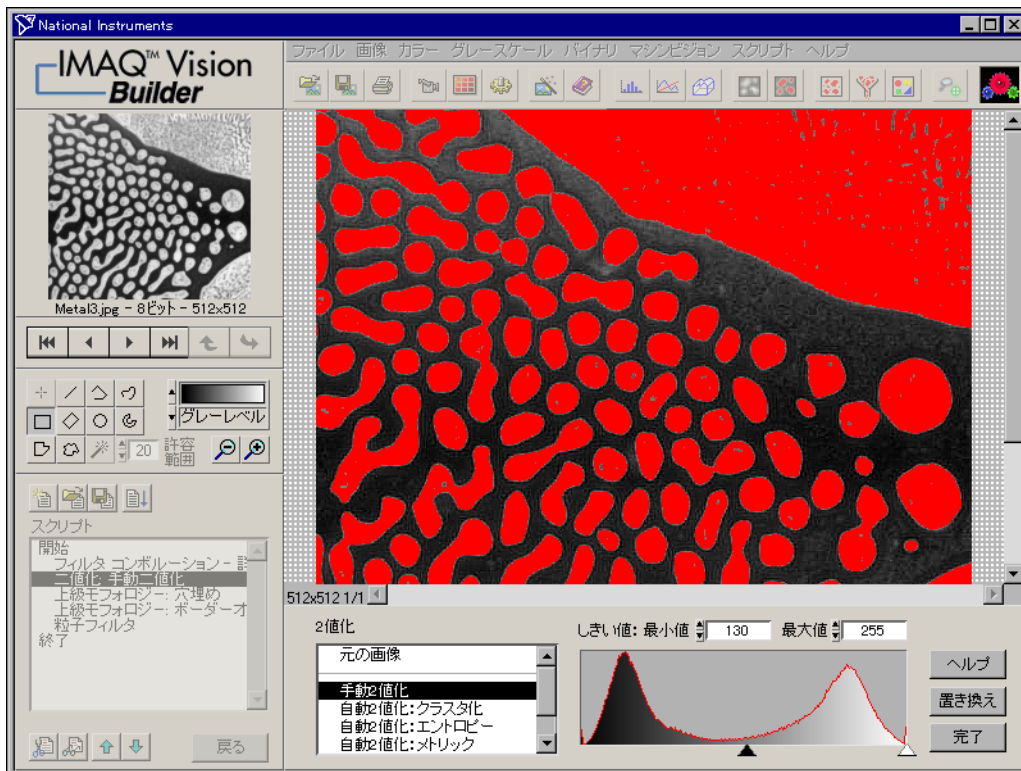 National Instruments
IMAQ™ Vision
Builder
ファイル 画像 カラー グレースケール バイナリ マシンビジョン スクリプト ヘルプ
Metal3.jpg - 8ビット - 512x512
グレーレベル
20 許容範囲
スクリプト
開始
フィルタ コンボルーション -
二値化: 手動二値化
上級モフォロジー: 穴埋め
上級モフォロジー: ボーダーオ
粒子フィルタ
終了
戻る
512x512 1/1
2値化
元の画像
手動2値化
自動2値化:クラスタ化
自動2値化:エントロピー
自動2値化:メトリック
しきい値: 最小値 130 最大値 255
ヘルプ
置き換え
完了